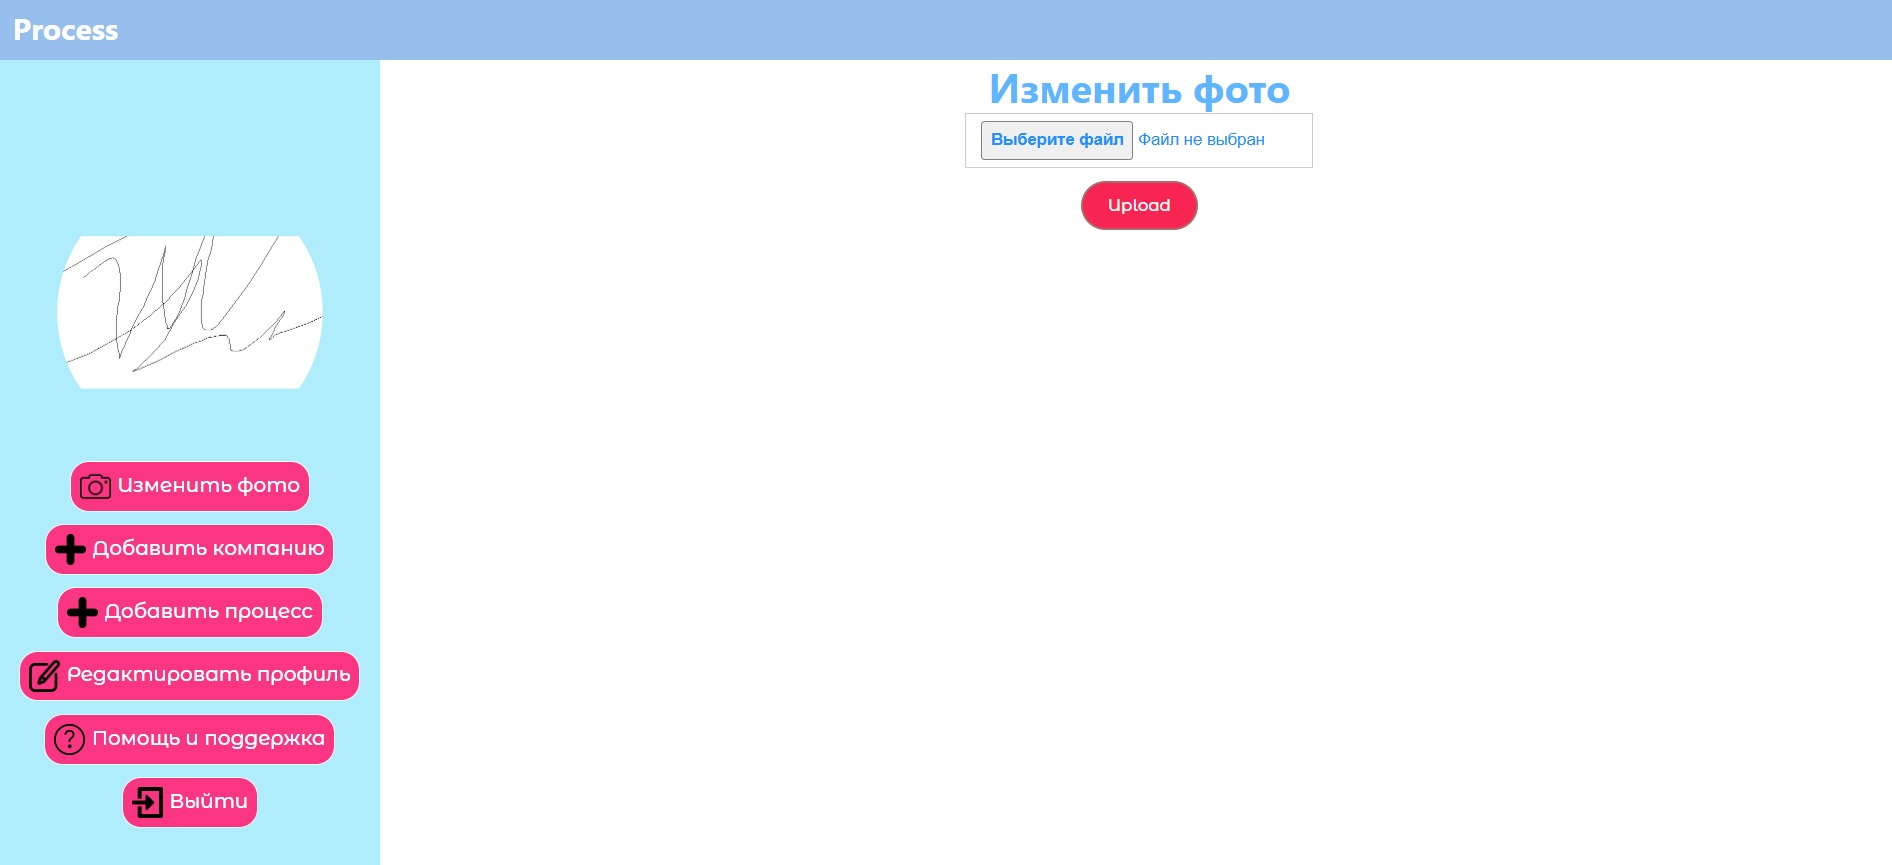 Process
Изменить фото
Выберите файл Файл не выбран
Upload
Изменить фото
Добавить компанию
Добавить процесс
Редактировать профиль
Помощь и поддержка
Выйти